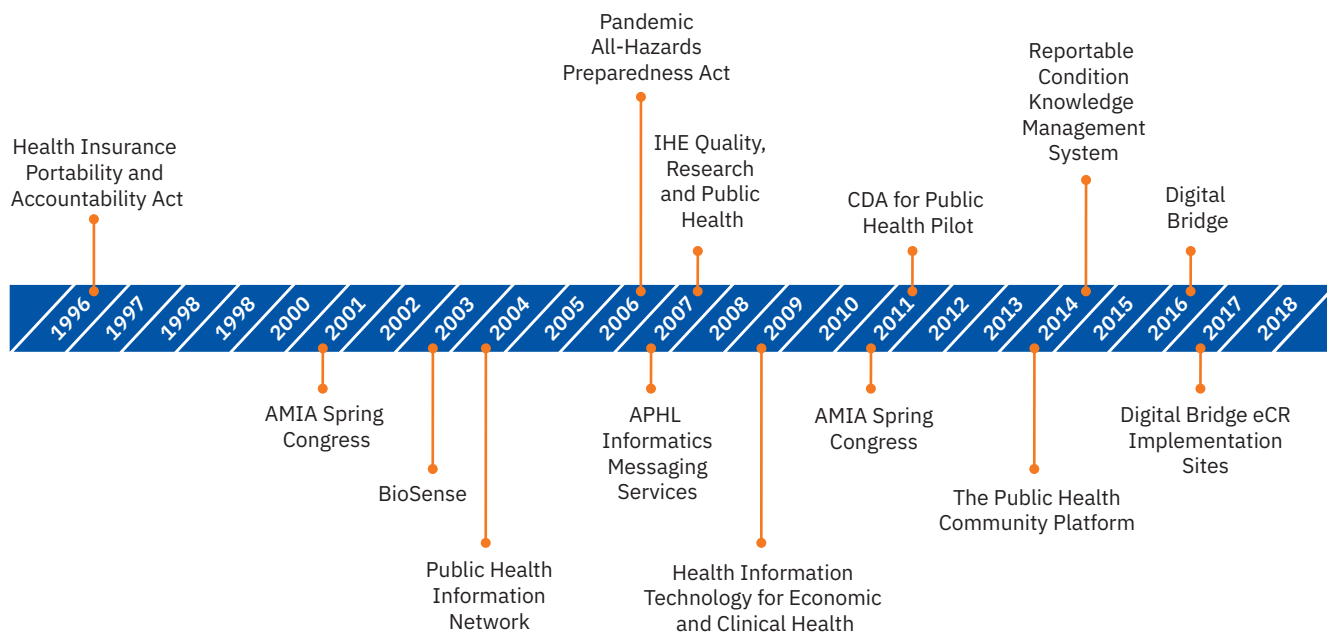 Pandemic
All-Hazards
Preparedness Act
Reportable
Condition
Knowledge
Management
System
Health Insurance
Portability and
Accountability Act
IHE Quality,
Research
and Public
Health
CDA for Public
Health Pilot
Digital
Bridge
1996
1997
1998
1998
2000
2001
2002
2003
2004
2005
2006
2007
2008
2009
2010
2011
2012
2013
2014
2015
2016
2017
2018
AMIA Spring
Congress
BioSense
Public Health
Information
Network
APHL
Informatics
Messaging
Services
Health Information
Technology for Economic
and Clinical Health
AMIA Spring
Congress
The Public Health
Community Platform
Digital Bridge eCR
Implementation
Sites